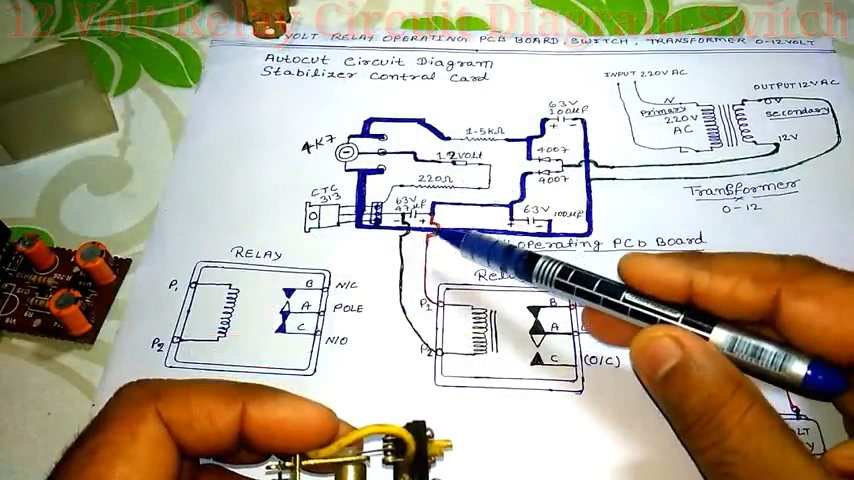 12 Volt Relay Circuit Diagram Switch
VOLT RELAY OPERATING PCB BOARD, SWITCH, TRANSFORMER 0-12VOLT
Autocut Circuit Diagram
Stabilizer control Card
INPUT 220V AC
OUTPUT 12V AC
N
0V
Primary
220V
AC
L
secondary
12V
Transformer
0-12
63V
100µF
+ -
4K7
1.5KΩ
12VOLT
4007
4007
220Ω
CTC
313
63V
47µF
- +
63V
100µF
+ -
Operating PCB Board
RELAY
P1
P2
B
N/C
A
POLE
C
N/O
P1
P2
B
A
C
(O/C)